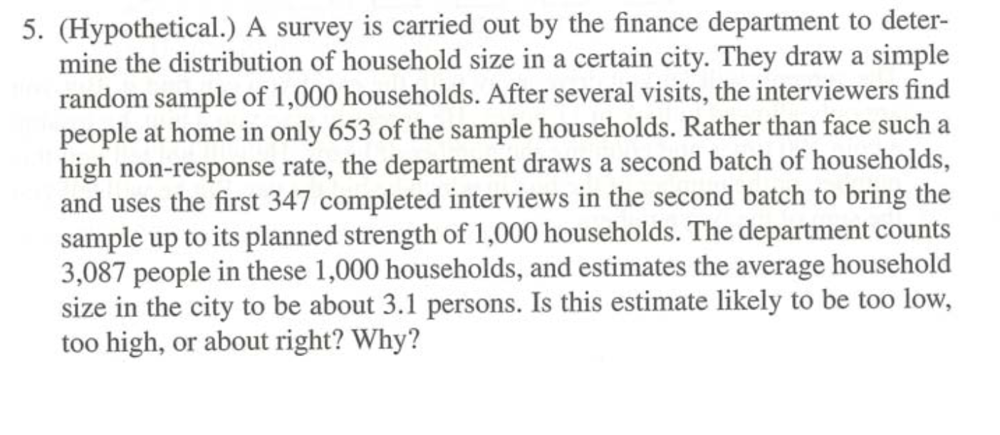 5. (Hypothetical.) A survey is carried out by the finance department to deter-
mine the distribution of household size in a certain city. They draw a simple
random sample of 1,000 households. After several visits, the interviewers find
people at home in only 653 of the sample households. Rather than face such a
high non-response rate, the department draws a second batch of households,
and uses the first 347 completed interviews in the second batch to bring the
sample up to its planned strength of 1,000 households. The department counts
3,087 people in these 1,000 households, and estimates the average household
size in the city to be about 3.1 persons. Is this estimate likely to be too low,
too high, or about right? Why?